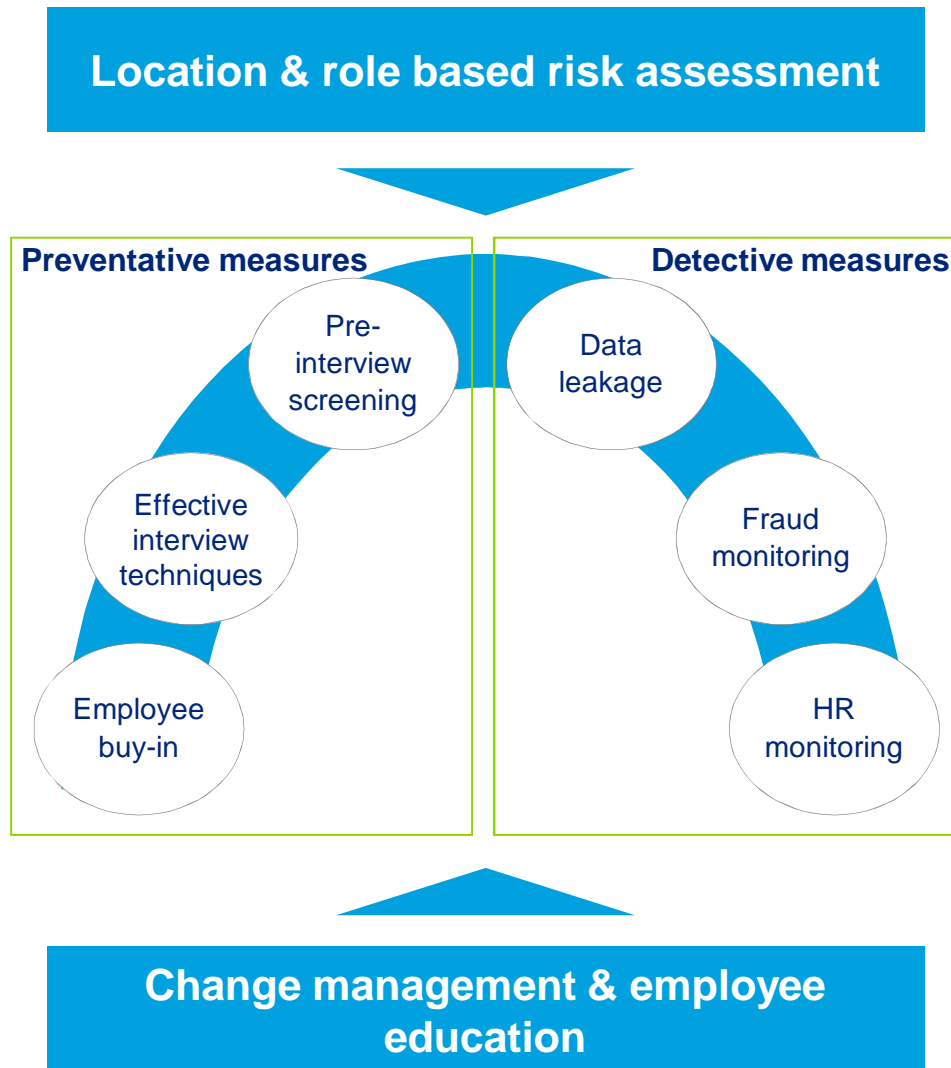 Location & role based risk assessment
Preventative measures
Pre-
interview
screening
Effective
interview
techniques
Employee
buy-in
Detective measures
Data
leakage
Fraud
monitoring
HR
monitoring
Change management & employee
education